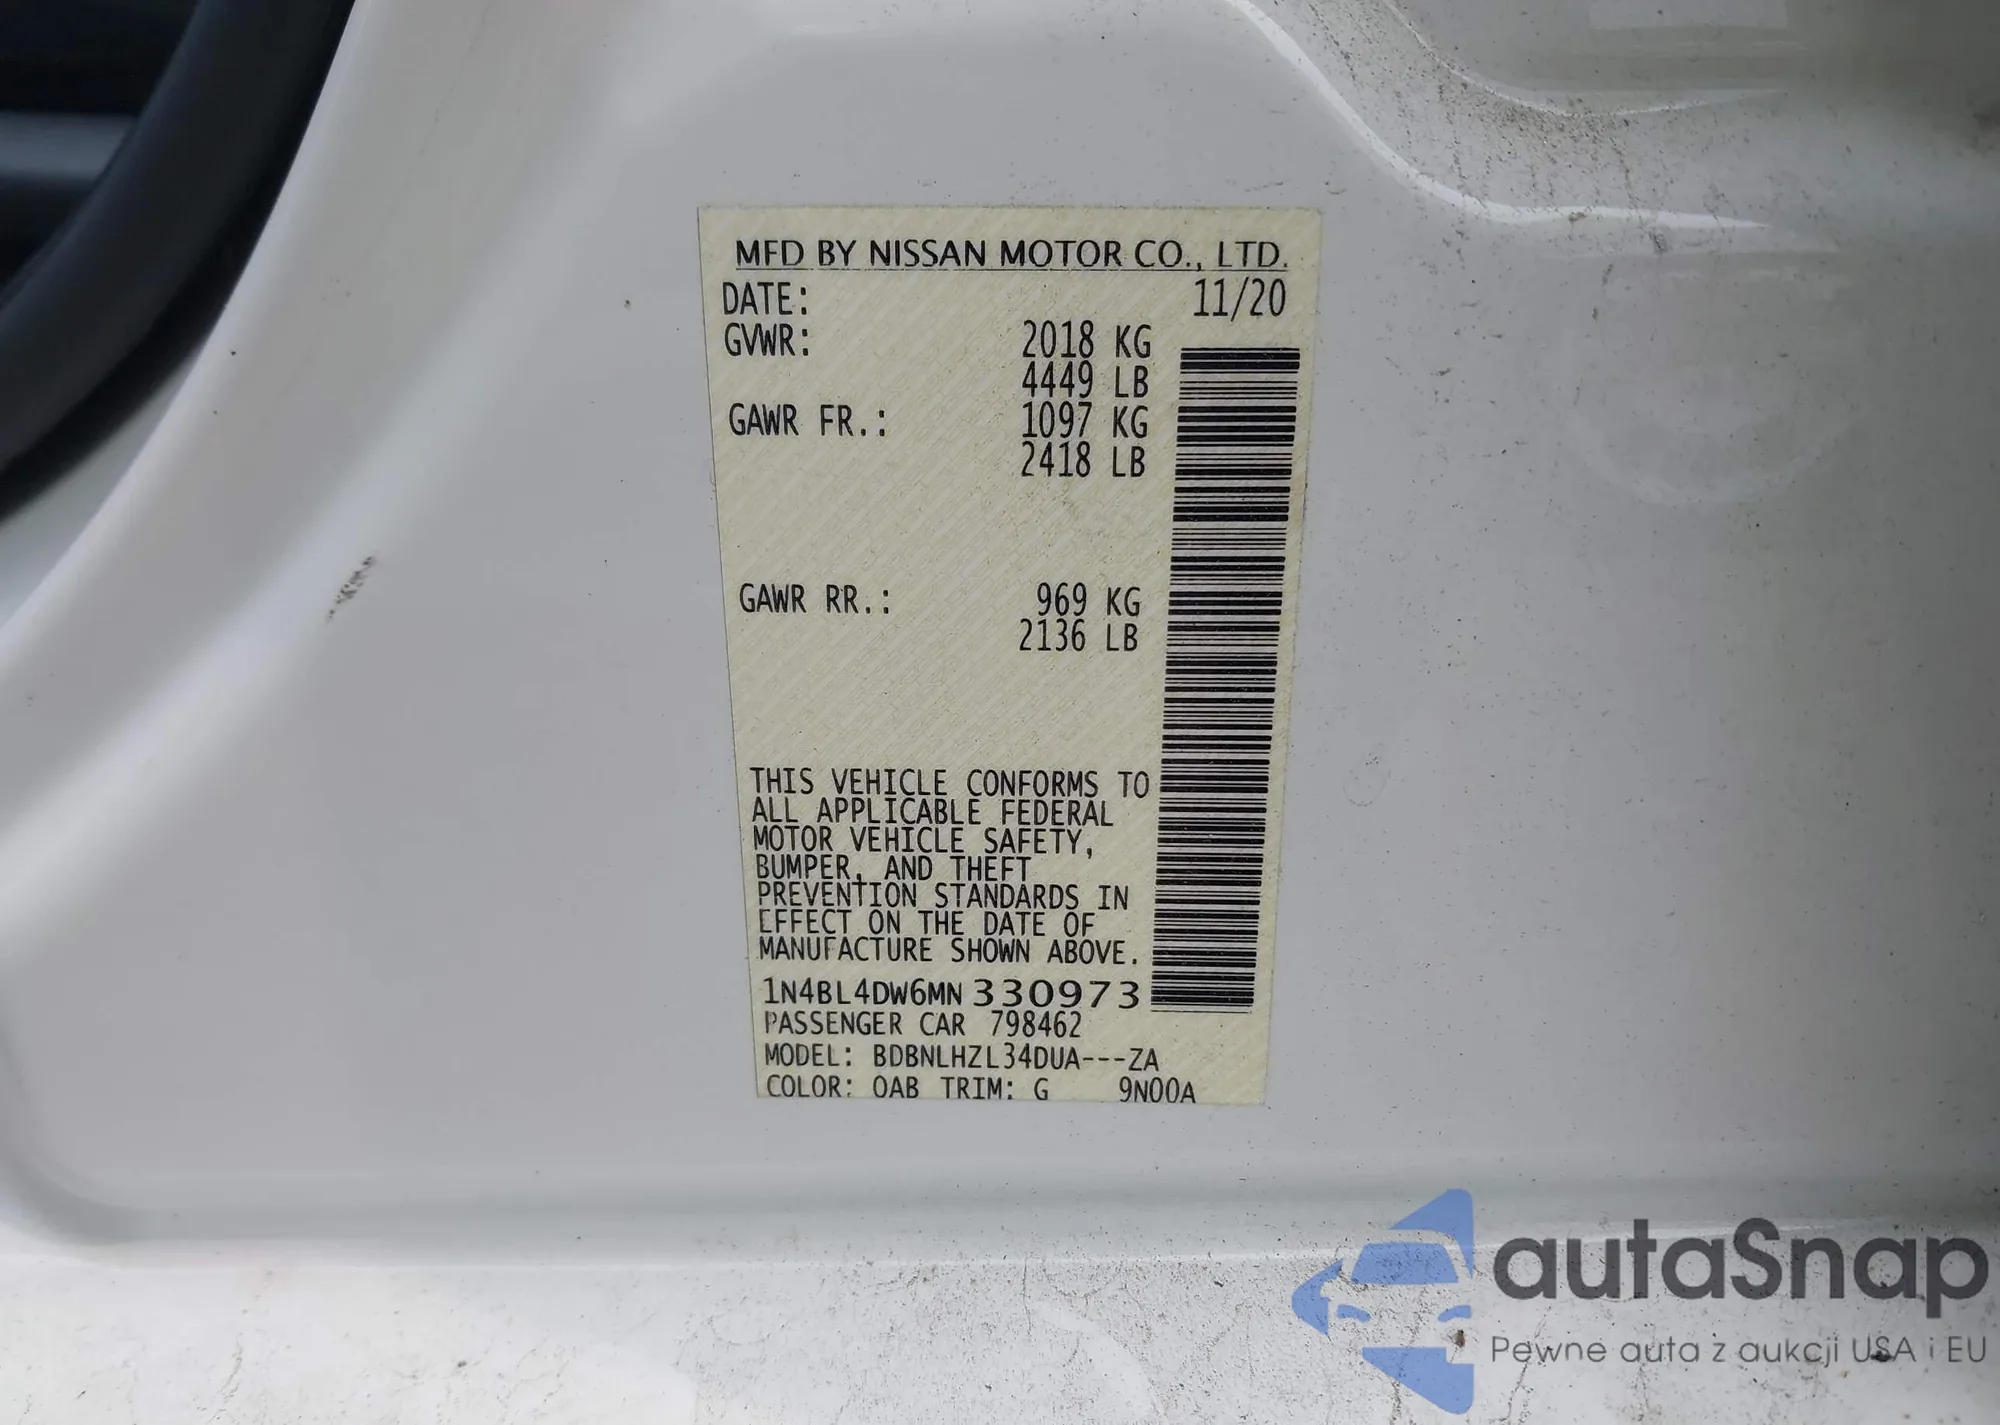 MFD BY NISSAN MOTOR CO., LTD.
DATE: 11/20
GVWR: 2018 KG
4449 LB
GAWR FR.: 1097 KG
2418 LB
GAWR RR.: 969 KG
2136 LB
THIS VEHICLE CONFORMS TO
ALL APPLICABLE FEDERAL
MOTOR VEHICLE SAFETY,
BUMPER, AND THEFT
PREVENTION STANDARDS IN
EFFECT ON THE DATE OF
MANUFACTURE SHOWN ABOVE.
1N4BL4DW6MN330973
PASSENGER CAR 798462
MODEL: BDBNLHZL34DUA---ZA
COLOR: QAB TRIM: G 9N00A
autaSnap
Pewne auta z aukcji USA i EU